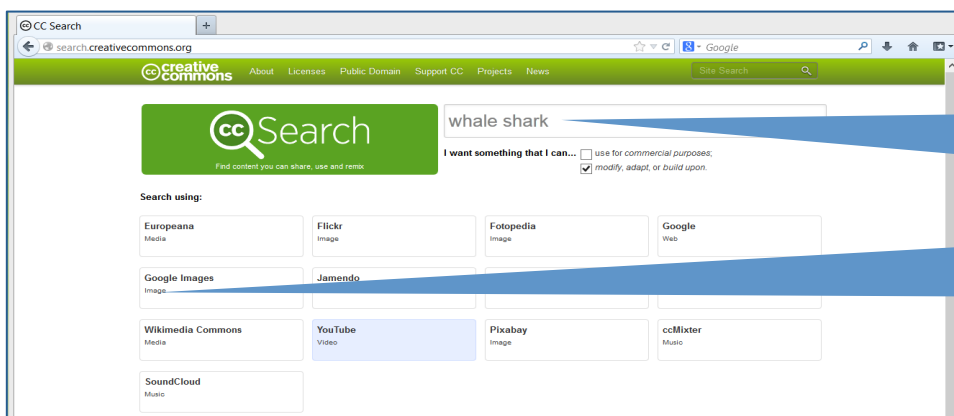 CC Search
+
search.creativecommons.org
Google
creative commons About Licenses Public Domain Support CC Projects News Site Search
cc Search
Find content you can share, use and remix
whale shark
I want something that I can... use for commercial purposes;
modify, adapt, or build upon.
Search using:
Europeana Flickr Fotopedia Google
Media Image Image Web
Google Images Jamendo
Image
Wikimedia Commons YouTube Pixabay ccMixter
Media Video Image Music
SoundCloud
Music